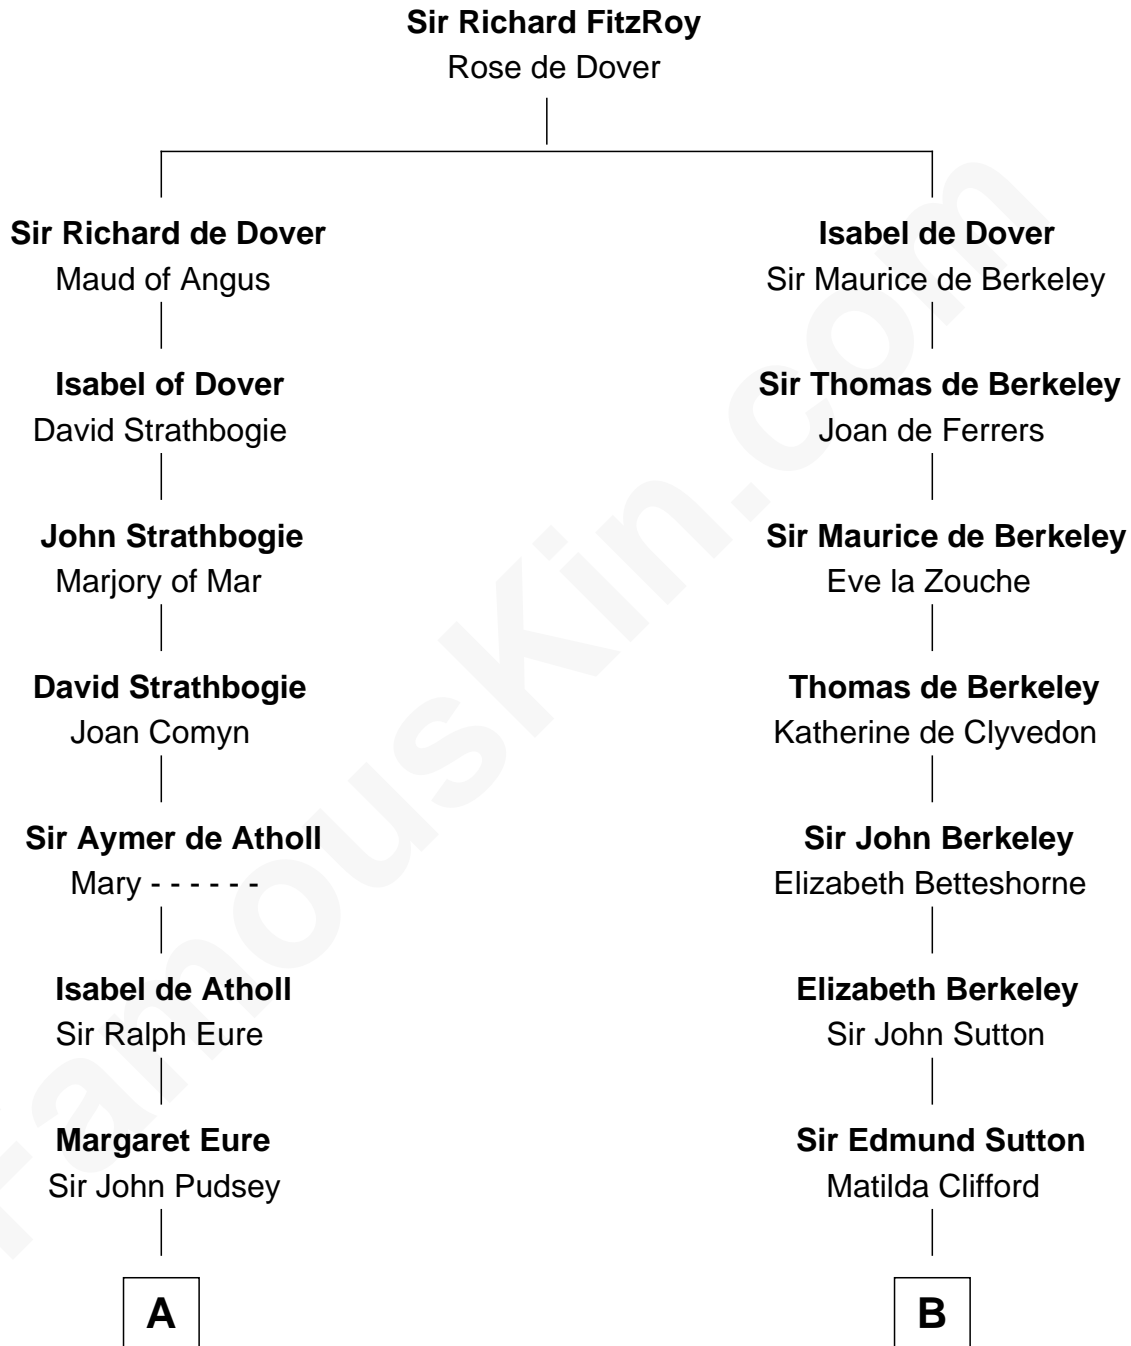 Sir Richard FitzRoy
Rose de Dover
Sir Richard de Dover
Maud of Angus
Isabel de Dover
Sir Maurice de Berkeley
Isabel of Dover
David Strathbogie
Sir Thomas de Berkeley
Joan de Ferrers
John Strathbogie
Marjory of Mar
Sir Maurice de Berkeley
Eve la Zouche
David Strathbogie
Joan Comyn
Thomas de Berkeley
Katherine de Clyvedon
Sir Aymer de Atholl
Mary - - - - - -
Sir John Berkeley
Elizabeth Betteshorne
Isabel de Atholl
Sir Ralph Eure
Elizabeth Berkeley
Sir John Sutton
Margaret Eure
Sir John Pudsey
Sir Edmund Sutton
Matilda Clifford
A
B
FamousKin.com